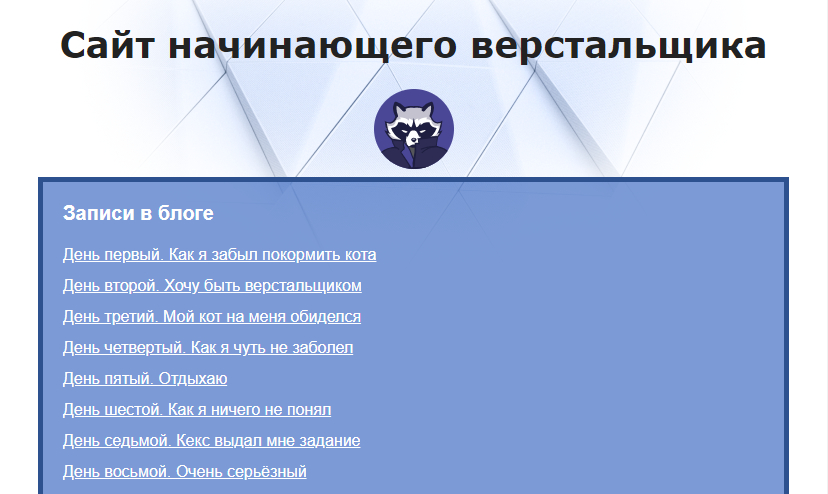 Сайт начинающего верстальщика
Записи в блоге
День первый. Как я забыл покормить кота
День второй. Хочу быть верстальщиком
День третий. Мой кот на меня обиделся
День четвертый. Как я чуть не заболел
День пятый. Отдыхаю
День шестой. Как я ничего не понял
День седьмой. Кекс выдал мне задание
День восьмой. Очень серьёзный